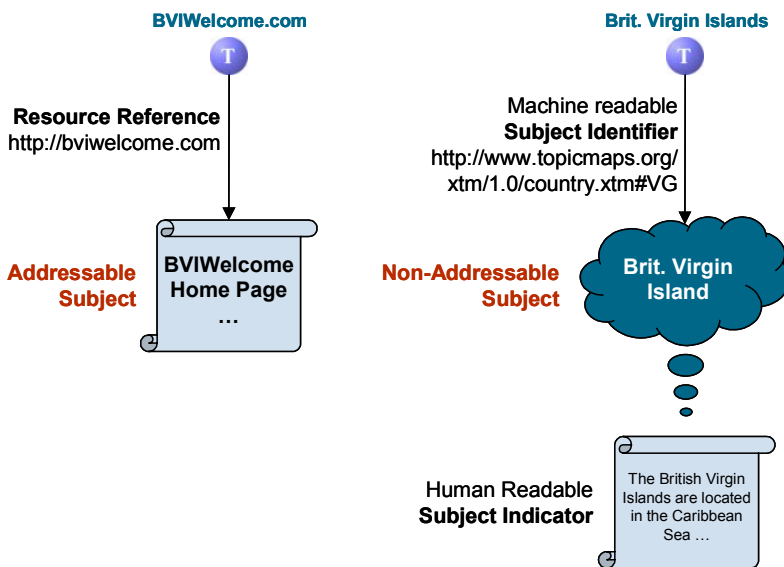 BVIWelcome.com
T
Resource Reference
http://bviwelcome.com
Addressable
Subject
BVIWelcome
Home Page
...
Brit. Virgin Islands
T
Machine readable
Subject Identifier
http://www.topicmaps.org/
xtm/1.0/country.xtm#VG
Non-Addressable
Subject
Brit. Virgin
Island
Human Readable
Subject Indicator
The British Virgin
Islands are located
in the Caribbean
Sea ...